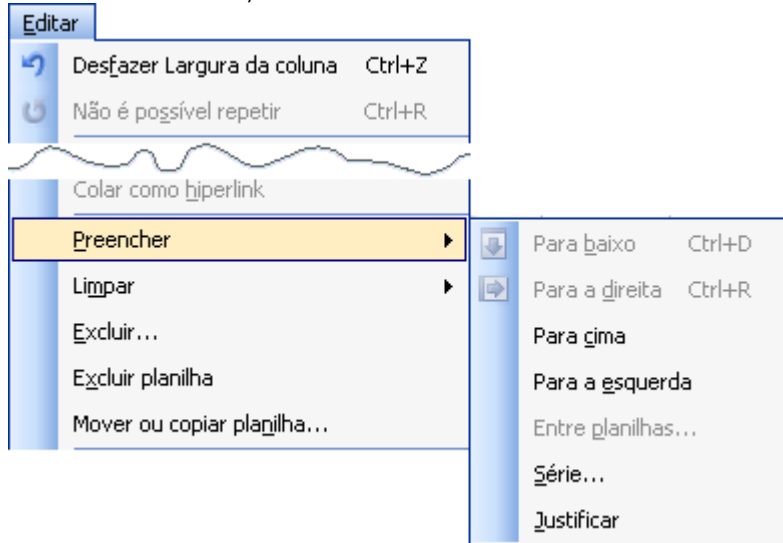 Editar
Desfazer Largura da coluna Ctrl+Z
Não é possível repetir Ctrl+R
Colar como hiperlink
Preencher
Limpar
Excluir...
Excluir planilha
Mover ou copiar planilha...
Para baixo Ctrl+D
Para a direita Ctrl+R
Para cima
Para a esquerda
Entre planilhas...
Série...
Justificar